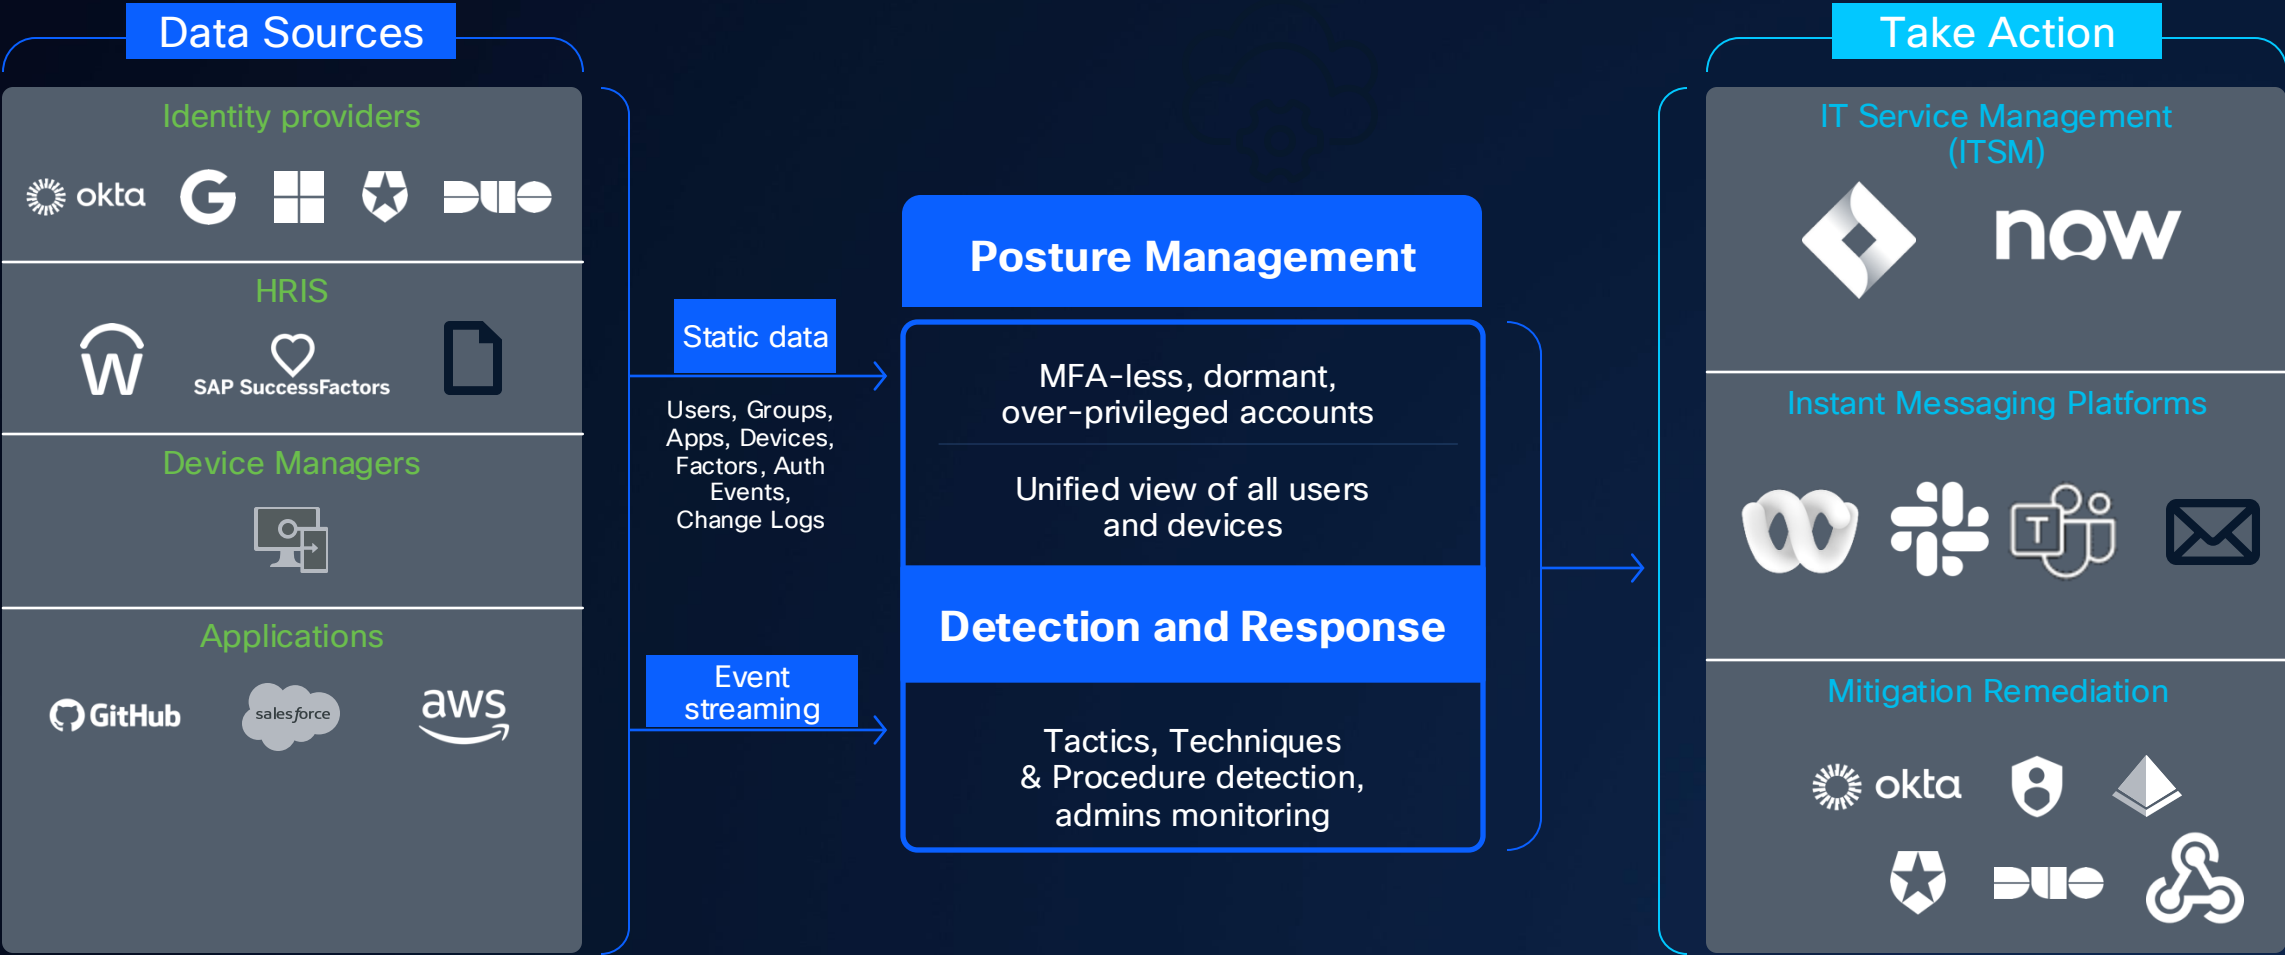 Data Sources
Identity providers
okta
G
DUO
HRIS
W
SAP SuccessFactors
Device Managers
Applications
GitHub
salesforce
aws
Static data
Users, Groups,
Apps, Devices,
Factors, Auth
Events,
Change Logs
Event
streaming
Posture Management
MFA-less, dormant,
over-privileged accounts
Unified view of all users
and devices
Detection and Response
Tactics, Techniques
& Procedure detection,
admins monitoring
Take Action
IT Service Management
(ITSM)
now
Instant Messaging Platforms
T
Mitigation Remediation
okta
DUO